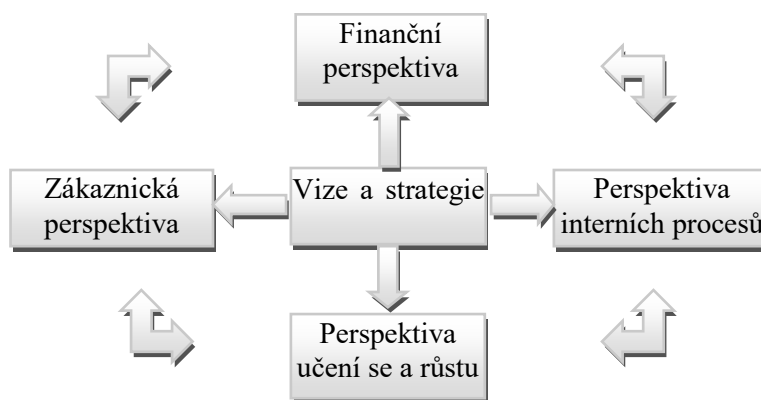 Finanční
perspektiva
Zákaznická
perspektiva
Vize a strategie
Perspektiva
interních procesů
Perspektiva
učení se a růstu